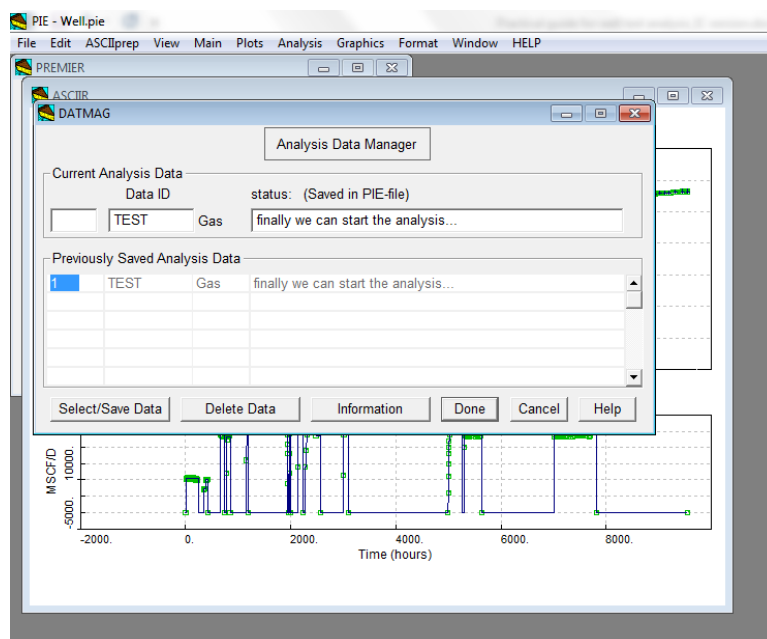 PIE - Well.pie
File Edit ASCIIprep View Main Plots Analysis Graphics Format Window HELP
PREMIER
ASCIIR
DATMAG
Analysis Data Manager
Current Analysis Data
Data ID status: (Saved in PIE-file)
TEST Gas finally we can start the analysis...
Previously Saved Analysis Data
1 TEST Gas finally we can start the analysis...
Select/Save Data Delete Data Information Done Cancel Help
MSCF/D
10000.
-5000.
-2000. 0. 2000. 4000. 6000. 8000.
Time (hours)